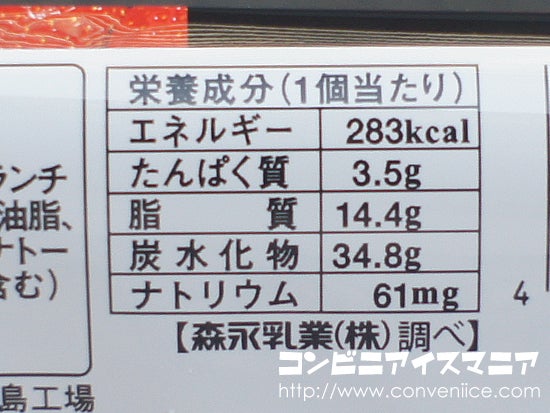 栄養成分(1個当たり)
エネルギー 283kcal
たんぱく質 3.5g
脂質 14.4g
炭水化物 34.8g
ナトリウム 61mg
【森永乳業(株)調べ】
ランチ
油脂、
ナトー
含む)
島工場
4
コンビニアイスマニア
http://www.conveniice.com/